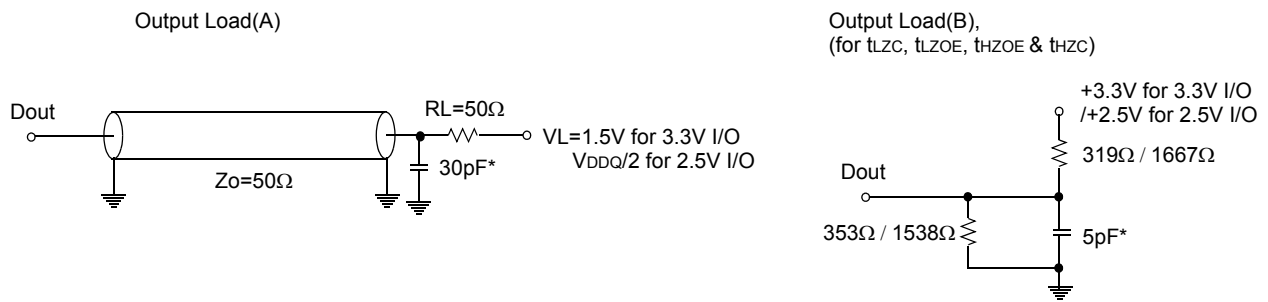 Output Load(A)
Dout
Zo=50Ω
RL=50Ω
30pF*
VL=1.5V for 3.3V I/O
VDDQ/2 for 2.5V I/O
Output Load(B),
(for tLZC, tLZOE, tHZOE & tHZC)
+3.3V for 3.3V I/O
/+2.5V for 2.5V I/O
319Ω / 1667Ω
Dout
353Ω / 1538Ω
5pF*